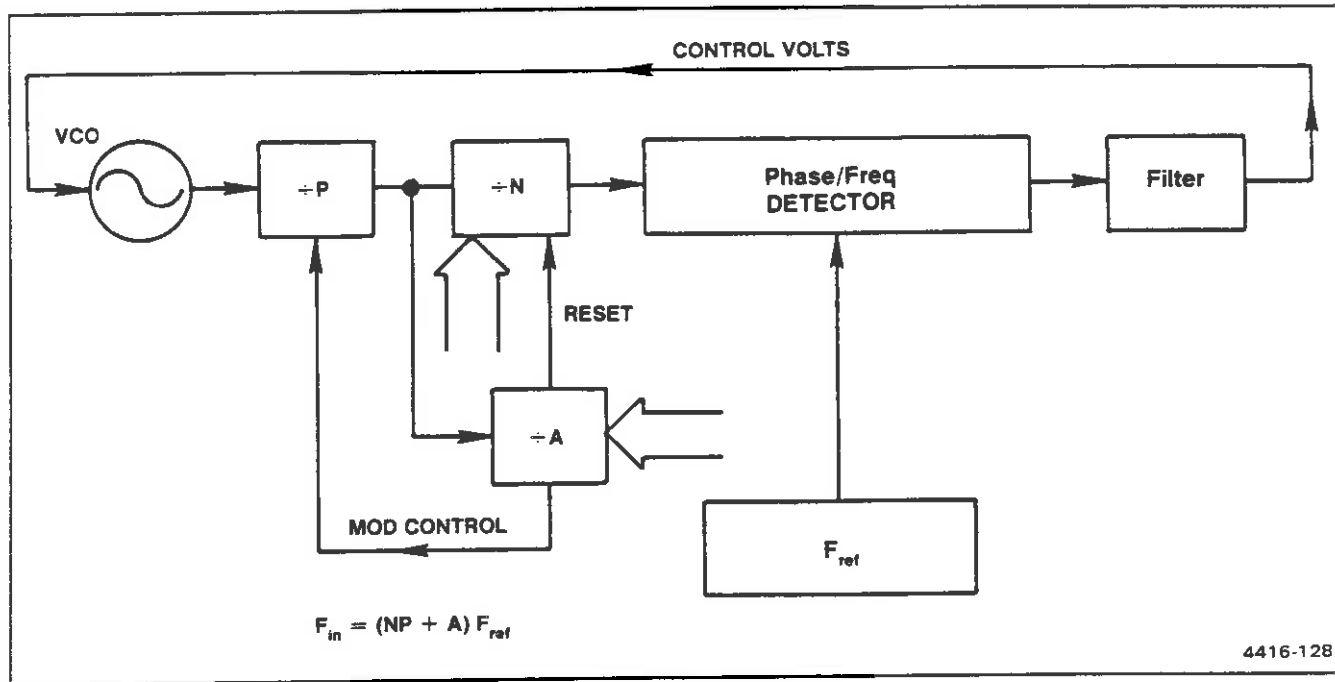 CONTROL VOLTS
VCO
÷P
÷N
Phase/Freq
DETECTOR
Filter
RESET
÷A
MOD CONTROL
F_ref
F_in = (NP + A) F_ref
4416-128